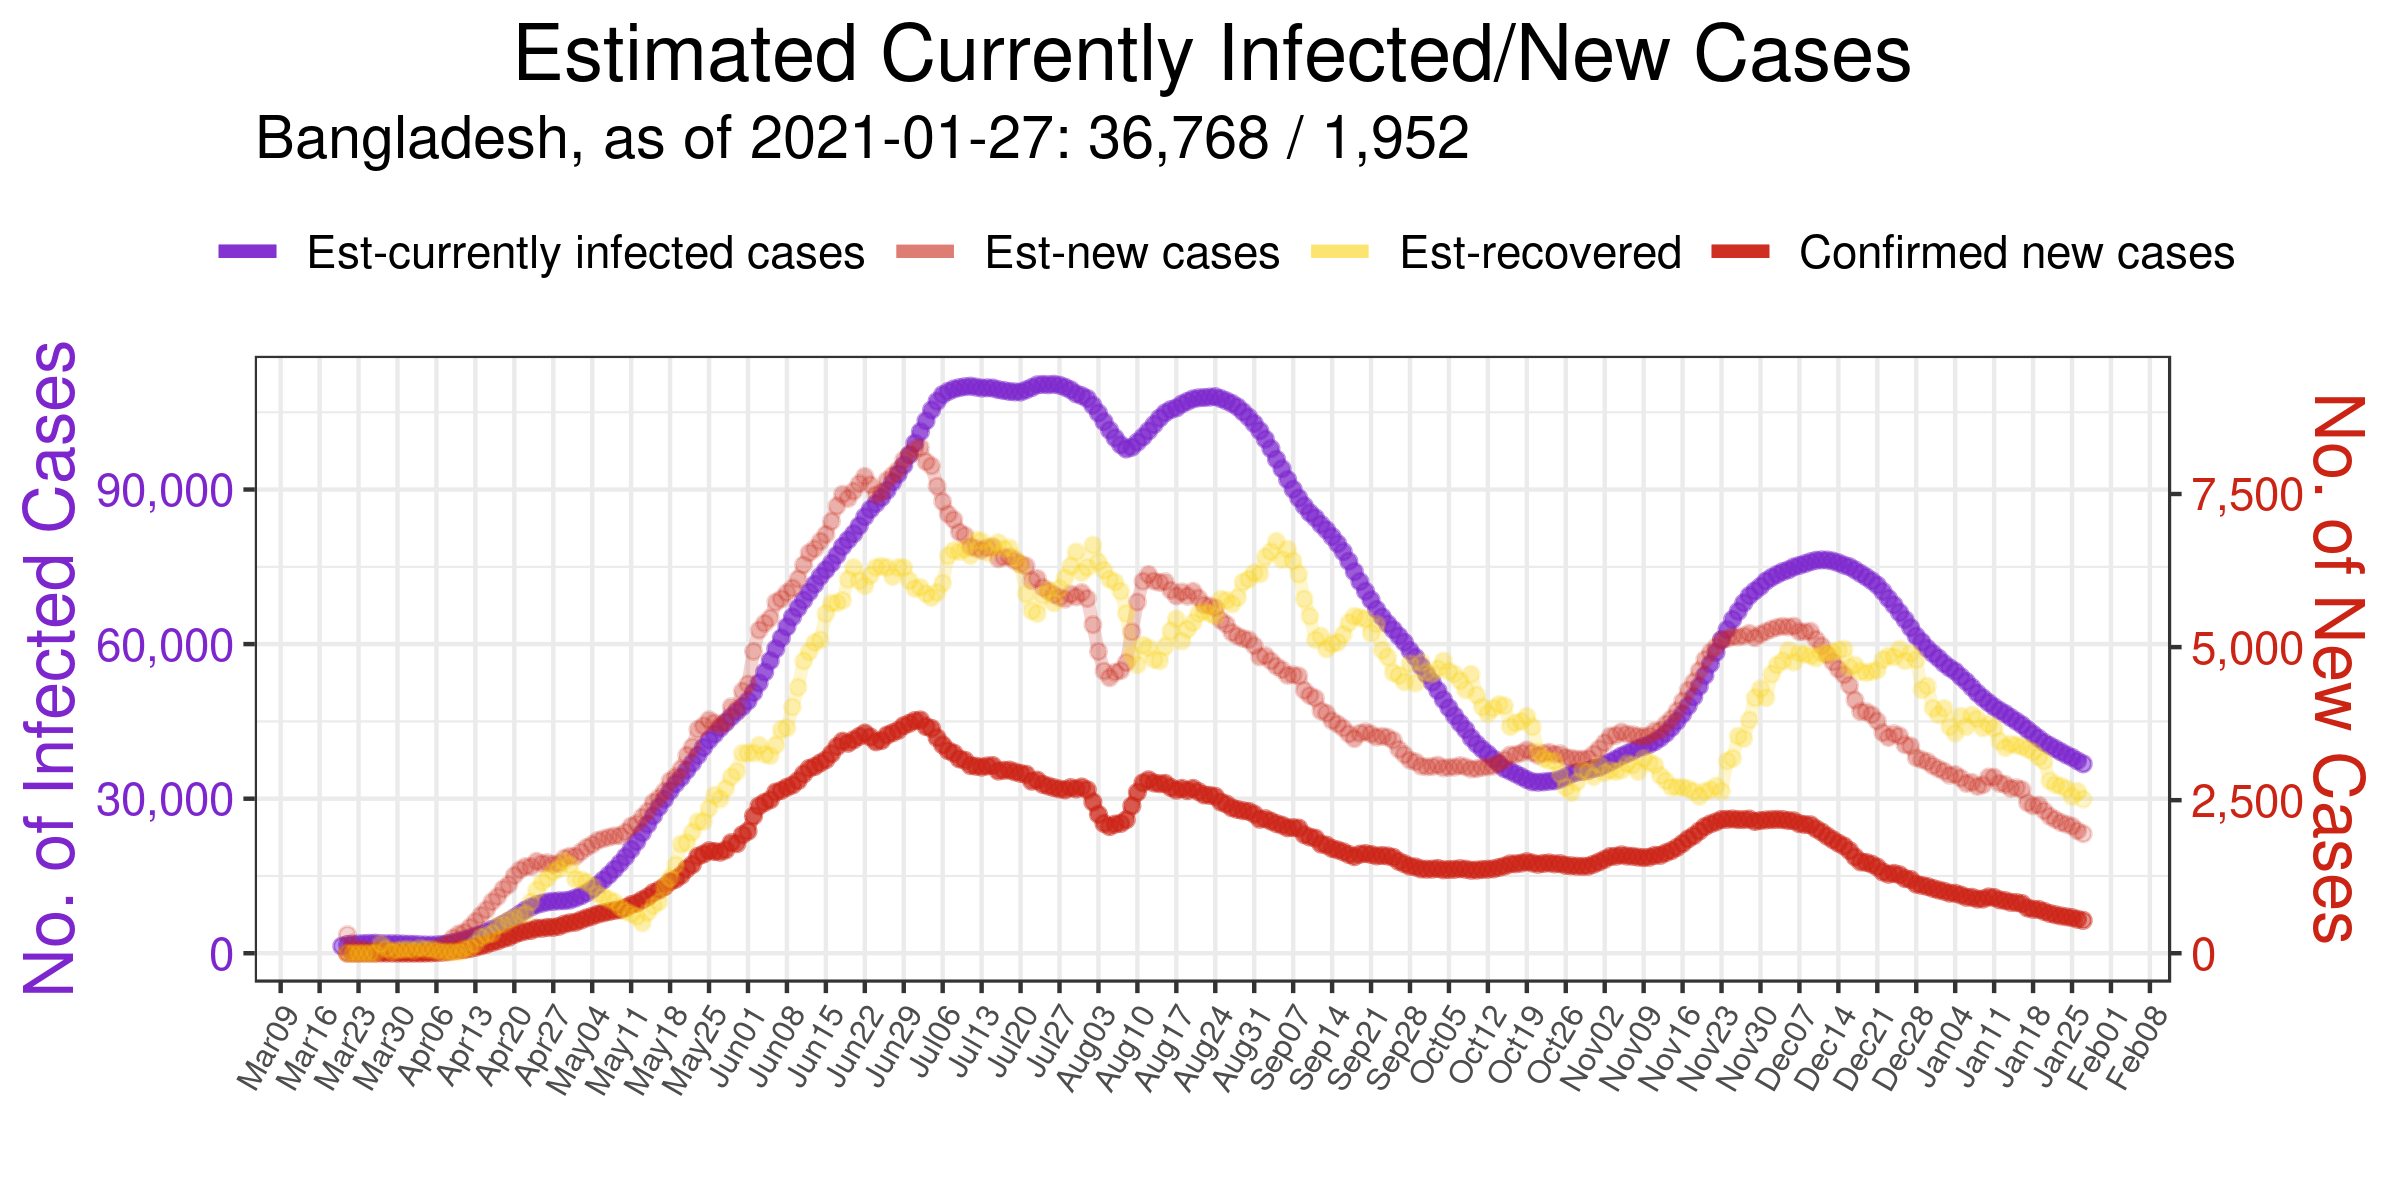 Estimated Currently Infected/New Cases
Bangladesh, as of 2021-01-27: 36,768 / 1,952
Est-currently infected cases Est-new cases Est-recovered Confirmed new cases
No. of Infected Cases
90,000
60,000
30,000
0
7,500
5,000
2,500
0
No. of New Cases
Mar09 Mar16 Mar23 Mar30 Apr06 Apr13 Apr20 Apr27 May04 May11 May18 May25 Jun01 Jun08 Jun15 Jun22 Jun29 Jul06 Jul13 Jul20 Jul27 Aug03 Aug10 Aug17 Aug24 Aug31 Sep07 Sep14 Sep21 Sep28 Oct05 Oct12 Oct19 Oct26 Nov02 Nov09 Nov16 Nov23 Nov30 Dec07 Dec14 Dec21 Dec28 Jan04 Jan11 Jan18 Jan25 Feb01 Feb08